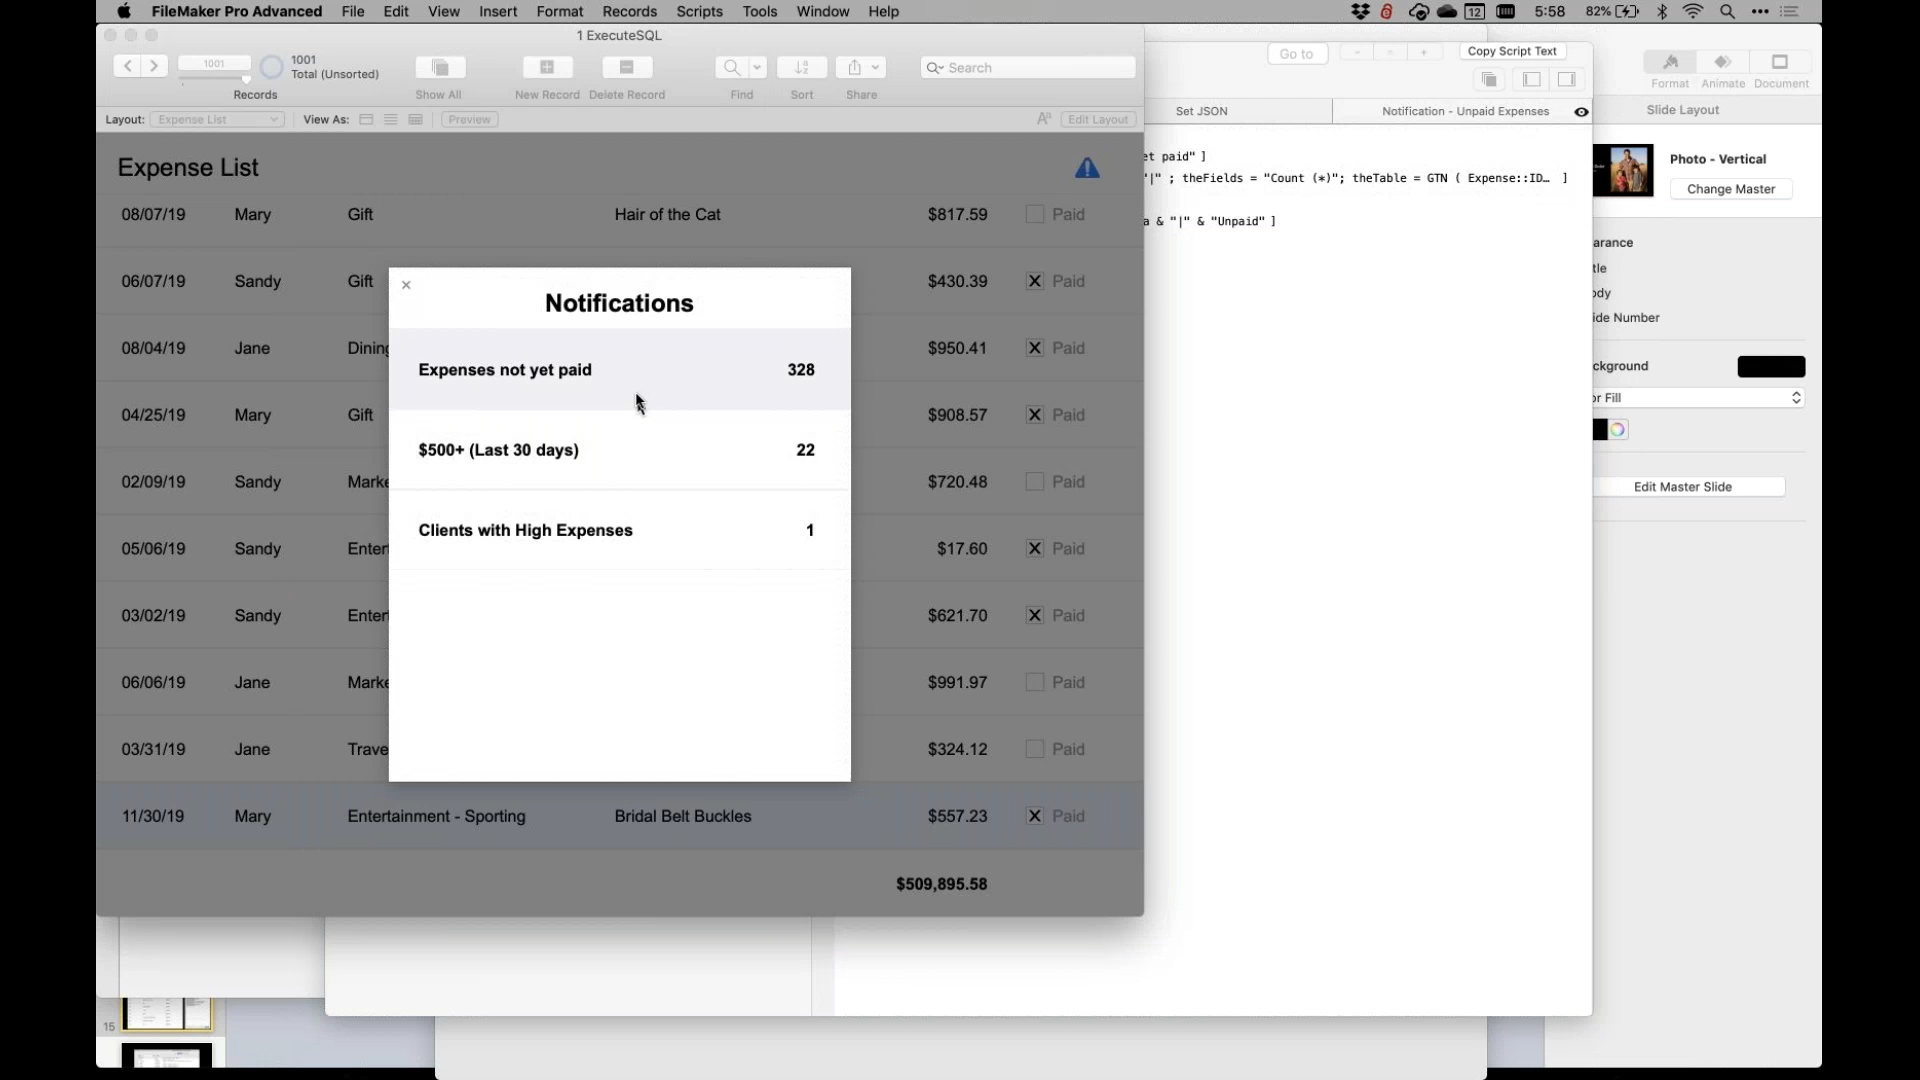 FileMaker Pro Advanced File Edit View Insert Format Records Scripts Tools Window Help
12 5:58 82%
1 ExecuteSQL
1001
1001
Total (Unsorted)
Records Show All New Record Delete Record Find Sort Share
Search
Layout: Expense List View As: Preview Edit Layout
Expense List
08/07/19 Mary Gift Hair of the Cat $817.59 Paid
06/07/19 Sandy Gift $430.39 X Paid
08/04/19 Jane Dining $950.41 X Paid
04/25/19 Mary Gift $908.57 X Paid
02/09/19 Sandy Marke $720.48 Paid
05/06/19 Sandy Enter $17.60 X Paid
03/02/19 Sandy Enter $621.70 X Paid
06/06/19 Jane Marke $991.97 Paid
03/31/19 Jane Trave $324.12 Paid
11/30/19 Mary Entertainment - Sporting Bridal Belt Buckles $557.23 X Paid
$509,895.58
Notifications
Expenses not yet paid 328
$500+ (Last 30 days) 22
Clients with High Expenses 1
Go to
Copy Script Text
Set JSON Notification - Unpaid Expenses
et paid" ]
"|" ; theFields = "Count (*)"; theTable = GTN ( Expense::ID… ]
a & "|" & "Unpaid" ]
Format Animate Document
Slide Layout
Photo - Vertical
Change Master
arance
tle
ody
ide Number
ckground
or Fill
Edit Master Slide
15